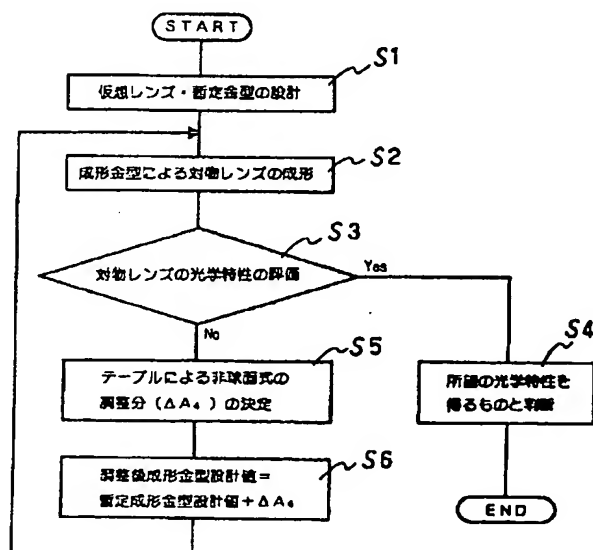 START
S1
仮想レンズ・暫定金型の設計
S2
成形金型による対物レンズの成形
S3
対物レンズの光学特性の評価
Yes
No
S5
テーブルによる非球面式の
調整分(ΔA₄)の決定
S4
所望の光学特性を
得るものと判断
S6
調整後成形金型設計値=
暫定成形金型設計値+ΔA₄
END